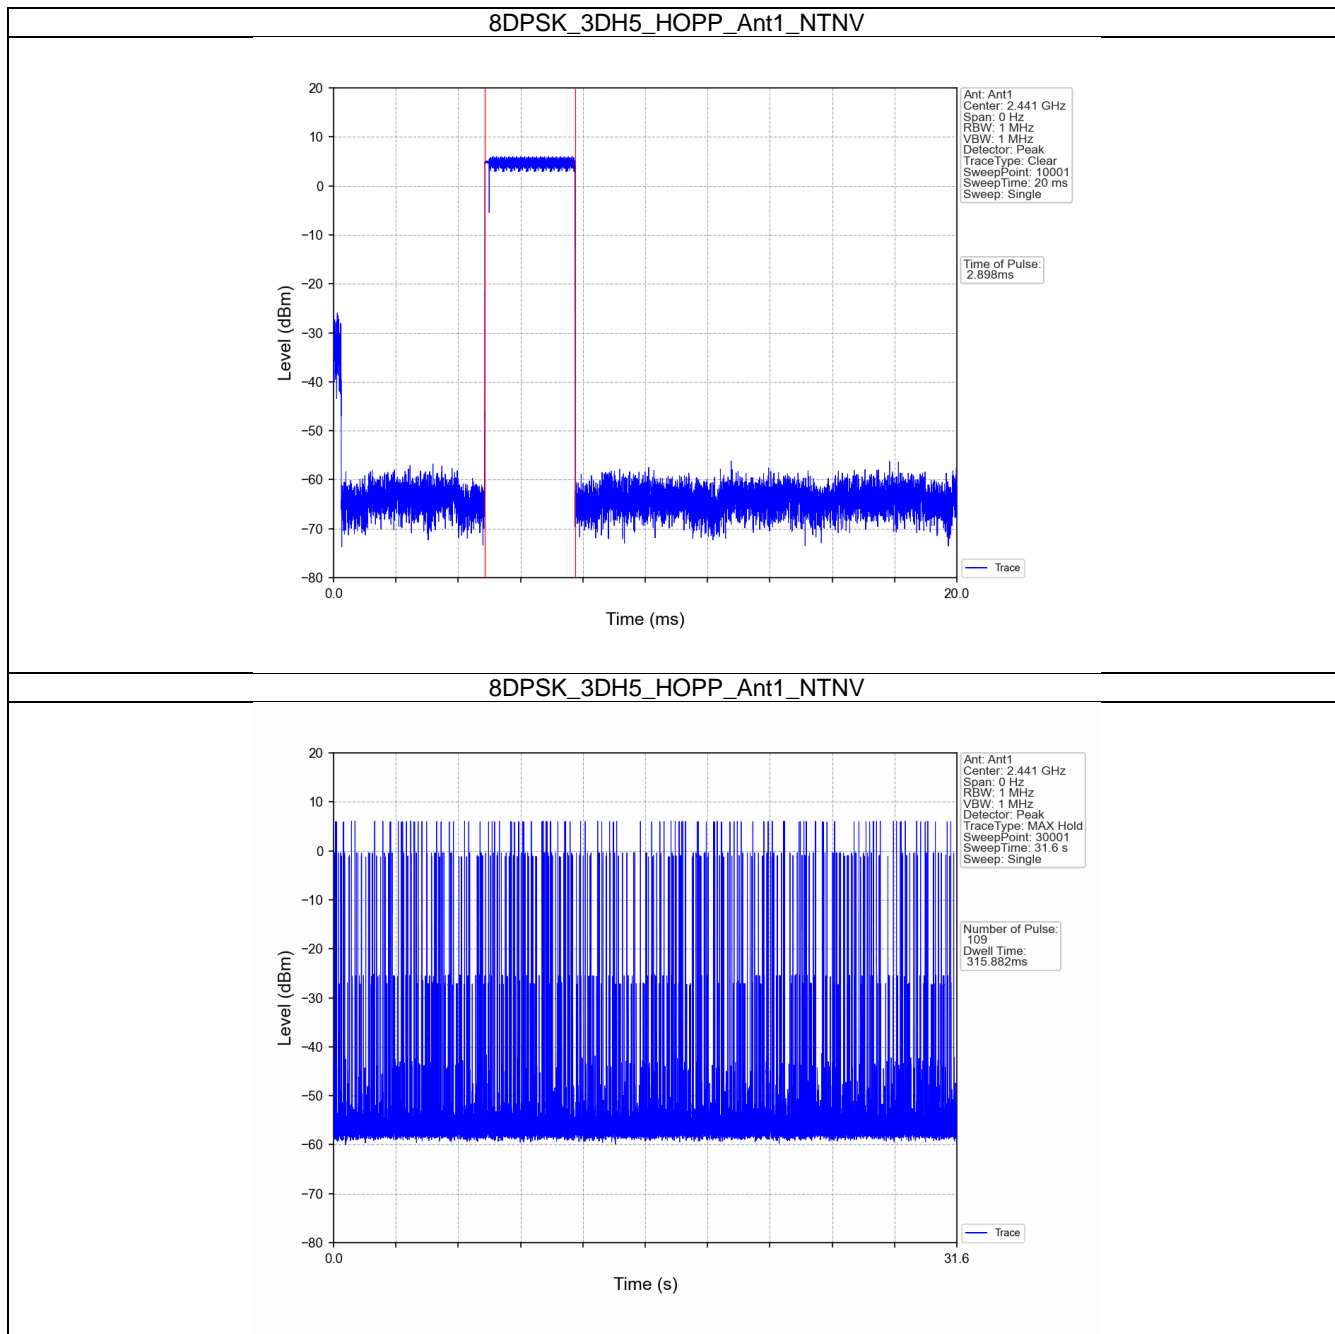 8DPSK_3DH5_HOPP_Ant1_NTNV
20
10
0
−10
−20
−30
−40
−50
−60
−70
−80
Level (dBm)
0.0
20.0
Time (ms)
Ant: Ant1
Center: 2.441 GHz
Span: 0 Hz
RBW: 1 MHz
VBW: 1 MHz
Detector: Peak
TraceType: Clear
SweepPoint: 10001
SweepTime: 20 ms
Sweep: Single
Time of Pulse:
2.898ms
Trace
8DPSK_3DH5_HOPP_Ant1_NTNV
20
10
0
−10
−20
−30
−40
−50
−60
−70
−80
Level (dBm)
0.0
31.6
Time (s)
Ant: Ant1
Center: 2.441 GHz
Span: 0 Hz
RBW: 1 MHz
VBW: 1 MHz
Detector: Peak
TraceType: MAX Hold
SweepPoint: 30001
SweepTime: 31.6 s
Sweep: Single
Number of Pulse:
109
Dwell Time:
315.882ms
Trace